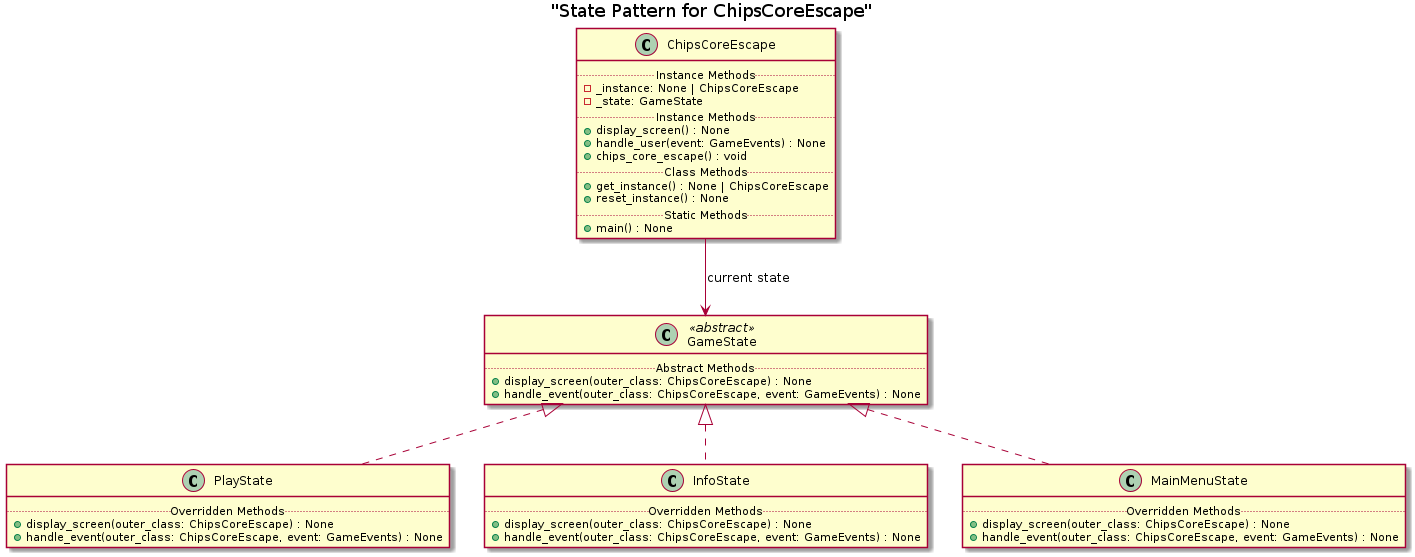 "State Pattern for ChipsCoreEscape"
C ChipsCoreEscape
Instance Methods
_instance: None | ChipsCoreEscape
_state: GameState
Instance Methods
display_screen() : None
handle_user(event: GameEvents) : None
chips_core_escape() : void
Class Methods
get_instance() : None | ChipsCoreEscape
reset_instance() : None
Static Methods
main() : None
current state
C «abstract»
GameState
Abstract Methods
display_screen(outer_class: ChipsCoreEscape) : None
handle_event(outer_class: ChipsCoreEscape, event: GameEvents) : None
C PlayState
Overridden Methods
display_screen(outer_class: ChipsCoreEscape) : None
handle_event(outer_class: ChipsCoreEscape, event: GameEvents) : None
C InfoState
Overridden Methods
display_screen(outer_class: ChipsCoreEscape) : None
handle_event(outer_class: ChipsCoreEscape, event: GameEvents) : None
C MainMenuState
Overridden Methods
display_screen(outer_class: ChipsCoreEscape) : None
handle_event(outer_class: ChipsCoreEscape, event: GameEvents) : None